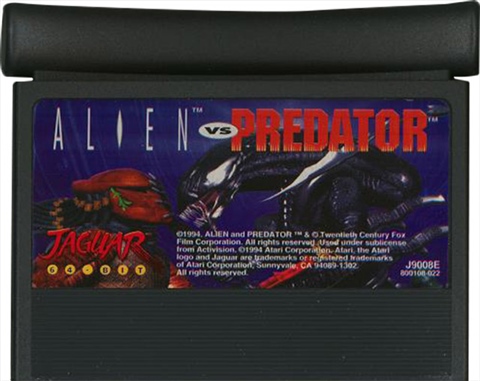 ALIEN™ VS PREDATOR™
JAGUAR
64-BIT
©1994, ALIEN and PREDATOR ™ & © Twentieth Century Fox
Film Corporation. All rights reserved. Used under sublicense
from Activision. ©1994 Atari Corporation. Atari, the Atari
logo and Jaguar are trademarks or registered trademarks
of Atari Corporation, Sunnyvale, CA 94089-1302.
All rights reserved.
J9008E
800108-022